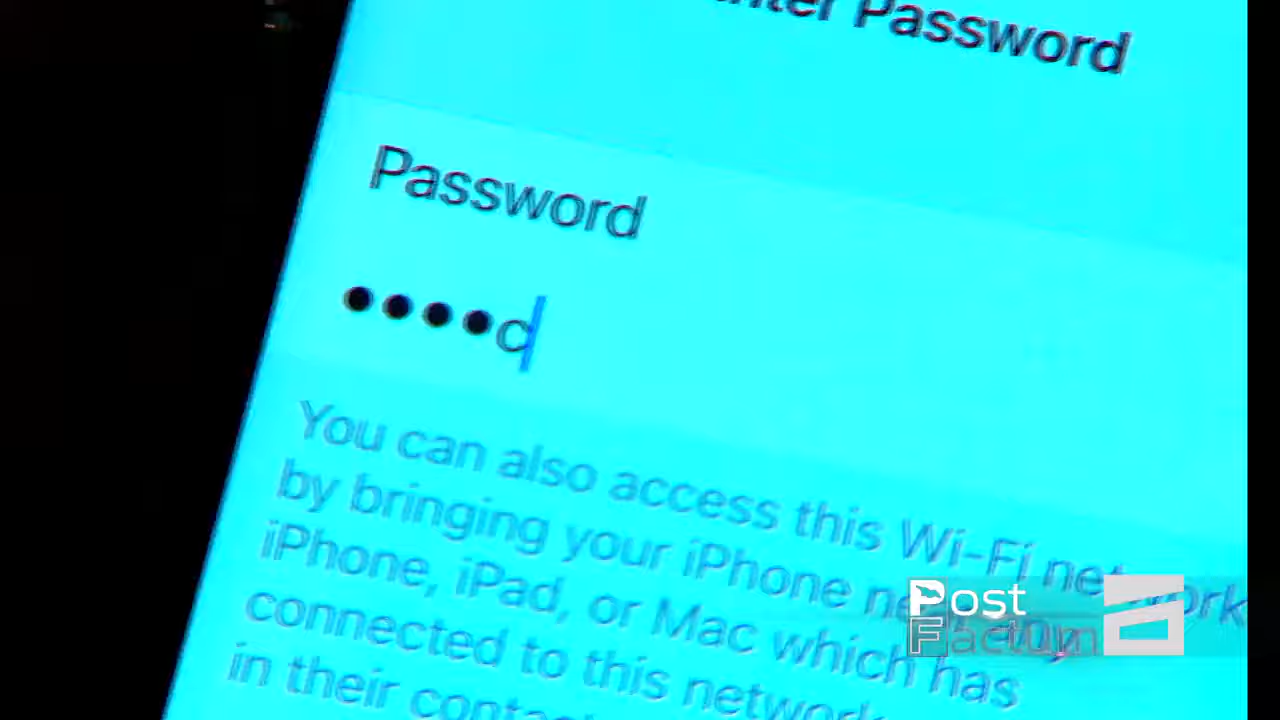 Enter Password
Password
••••c
You can also access this Wi-Fi network
by bringing your iPhone near any
iPhone, iPad, or Mac which has
connected to this network
in their
Post
Factum